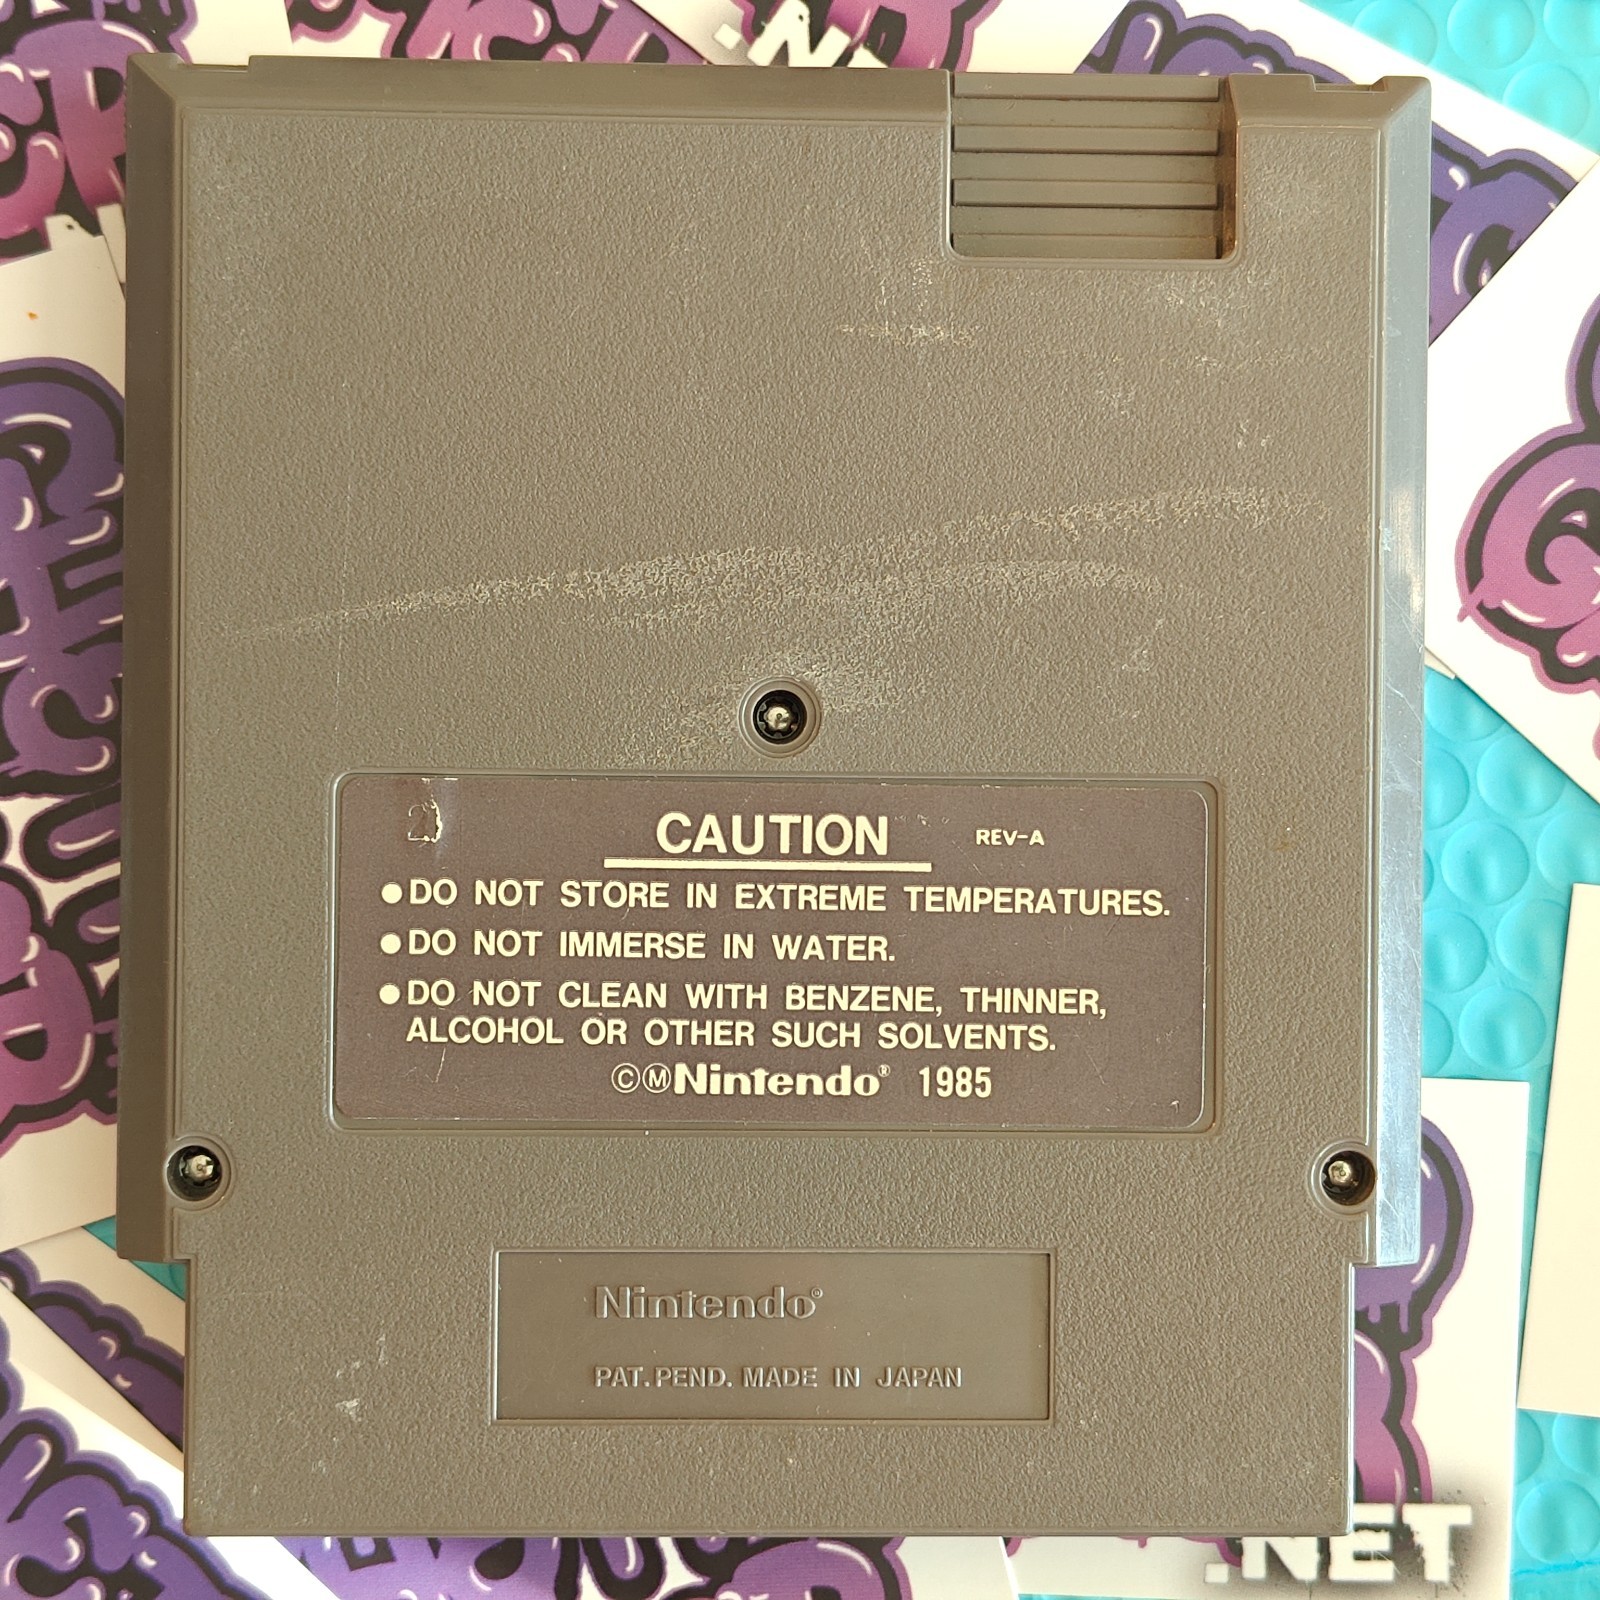 .N
2
CAUTION REV-A
●DO NOT STORE IN EXTREME TEMPERATURES.
●DO NOT IMMERSE IN WATER.
●DO NOT CLEAN WITH BENZENE, THINNER,
ALCOHOL OR OTHER SUCH SOLVENTS.
©ⓂNintendo® 1985
Nintendo®
PAT. PEND. MADE IN JAPAN
.NET